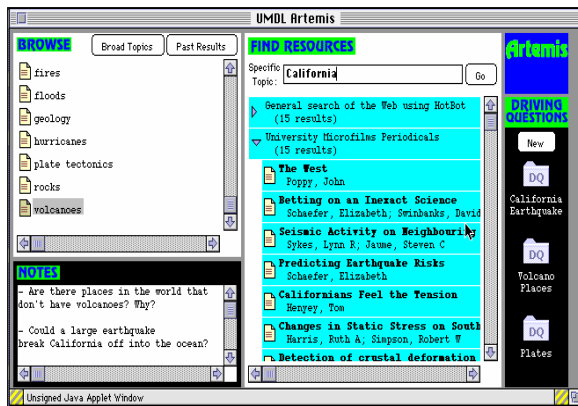 UMDL Artemis
BROWSE
Broad Topics
Past Results
fires
floods
geology
hurricanes
plate tectonics
rocks
volcanoes
NOTES
- Are there places in the world that
don't have volcanoes? Why?
- Could a large earthquake
break California off into the ocean?
FIND RESOURCES
Specific
Topic:
California
Go
General search of the Web using HotBot
(15 results)
University Microfilms Periodicals
(15 results)
The West
Poppy, John
Betting on an Inexact Science
Schaefer, Elizabeth; Swinbanks, David
Seismic Activity on Neighbouring
Sykes, Lynn R; Jaume, Steven C
Predicting Earthquake Risks
Schaefer, Elizabeth
Californians Feel the Tension
Henyey, Tom
Changes in Static Stress on South
Harris, Ruth A; Simpson, Robert W
Detection of crustal deformation
Artemis
DRIVING
QUESTIONS
New
DQ
California
Earthquake
DQ
Volcano
Places
DQ
Plates
Unsigned Java Applet Window